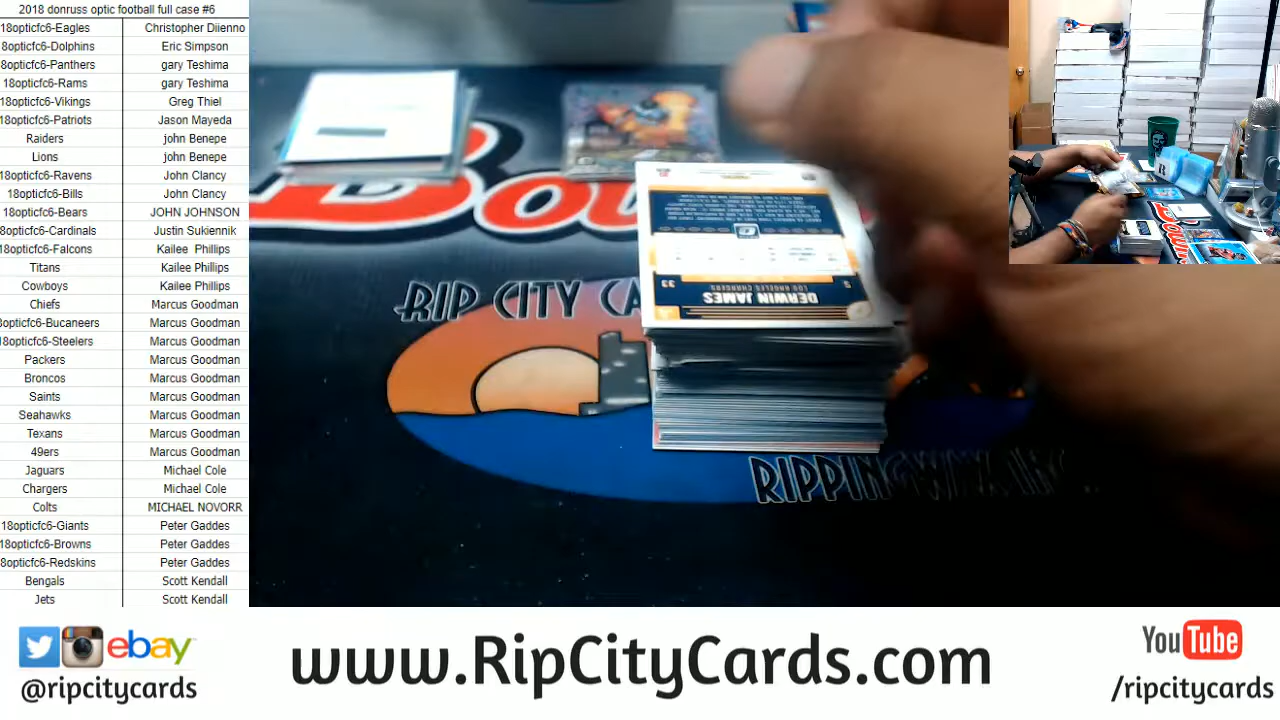 2018 donruss optic football full case #6
18opticfc6-Eagles Christopher Diienno
8opticfc6-Dolphins Eric Simpson
8opticfc6-Panthers gary Teshima
18opticfc6-Rams gary Teshima
18opticfc6-Vikings Greg Thiel
18opticfc6-Patriots Jason Mayeda
Raiders john Benepe
Lions john Benepe
18opticfc6-Ravens John Clancy
18opticfc6-Bills John Clancy
18opticfc6-Bears JOHN JOHNSON
8opticfc6-Cardinals Justin Sukiennik
18opticfc6-Falcons Kailee Phillips
Titans Kailee Phillips
Cowboys Kailee Phillips
Chiefs Marcus Goodman
8opticfc6-Bucaneers Marcus Goodman
18opticfc6-Steelers Marcus Goodman
Packers Marcus Goodman
Broncos Marcus Goodman
Saints Marcus Goodman
Seahawks Marcus Goodman
Texans Marcus Goodman
49ers Marcus Goodman
Jaguars Michael Cole
Chargers Michael Cole
Colts MICHAEL NOVORR
18opticfc6-Giants Peter Gaddes
18opticfc6-Browns Peter Gaddes
8opticfc6-Redskins Peter Gaddes
Bengals Scott Kendall
Jets Scott Kendall
RIP CITY CA
LOS ANGELES CHARGERS
DERWIN JAMES
33
S
ebay
@ripcitycards
www.RipCityCards.com
YouTube
/ripcitycards